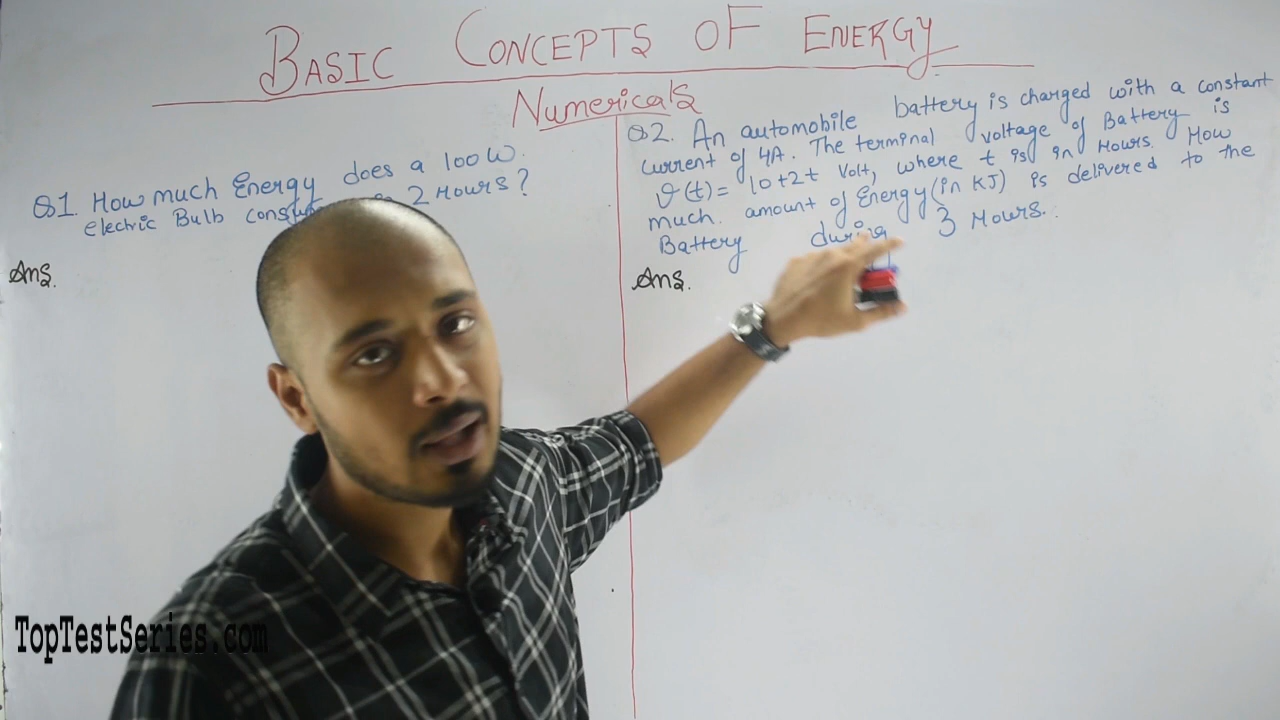 BASIC CONCEPTS OF ENERGY
Numericals
Q1. How much Energy does a 100W.
electric Bulb 2 Hours?
Ans.
Q2. An automobile battery is charged with a constant
current of 4A. The terminal voltage of Battery is
v(t) = 10+2t Volt, where t is in Hours. How
much. amount of Energy (in KJ) is delivered to the
Battery during 3 Hours.
Ans.
TopTestSeries.com